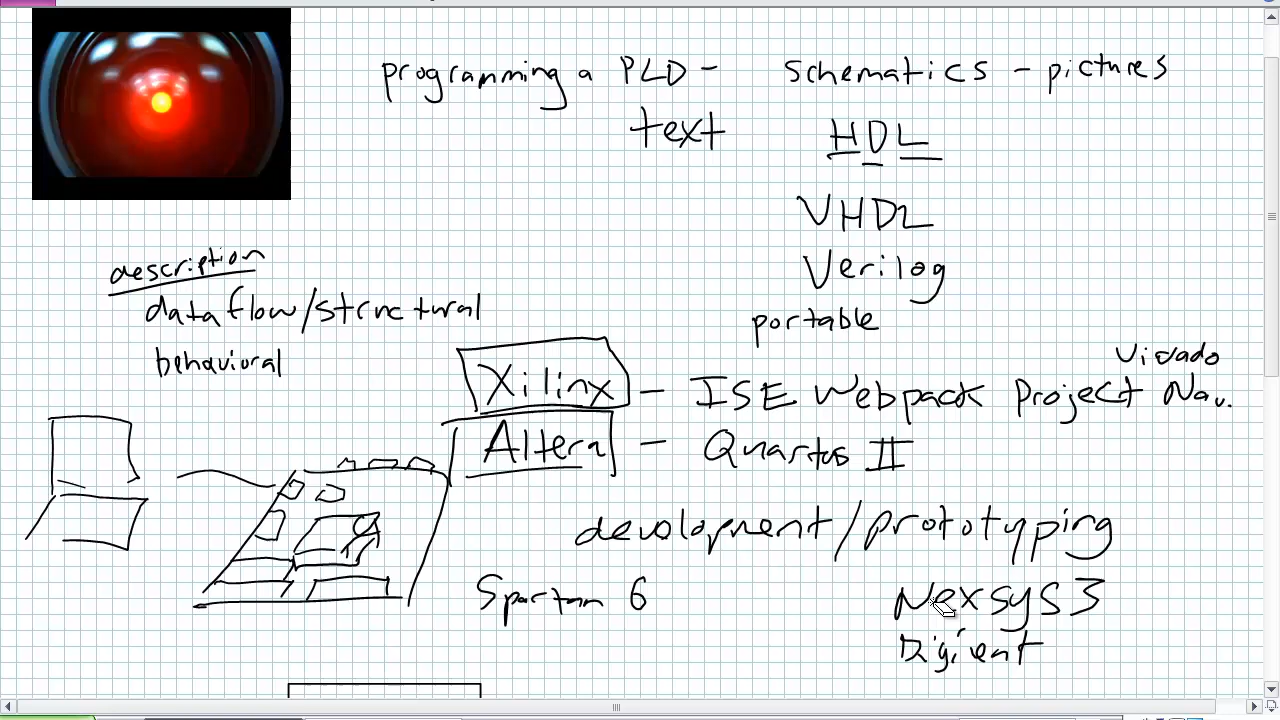 programming a PLD - schematics - pictures
text HDL
VHDL
Verilog
portable
description
dataflow/structural
behavioral
Vivado
Xilinx - ISE Webpack Project Nav.
Altera - Quartus II
development/prototyping
Spartan 6 Nexsys3
Digilent